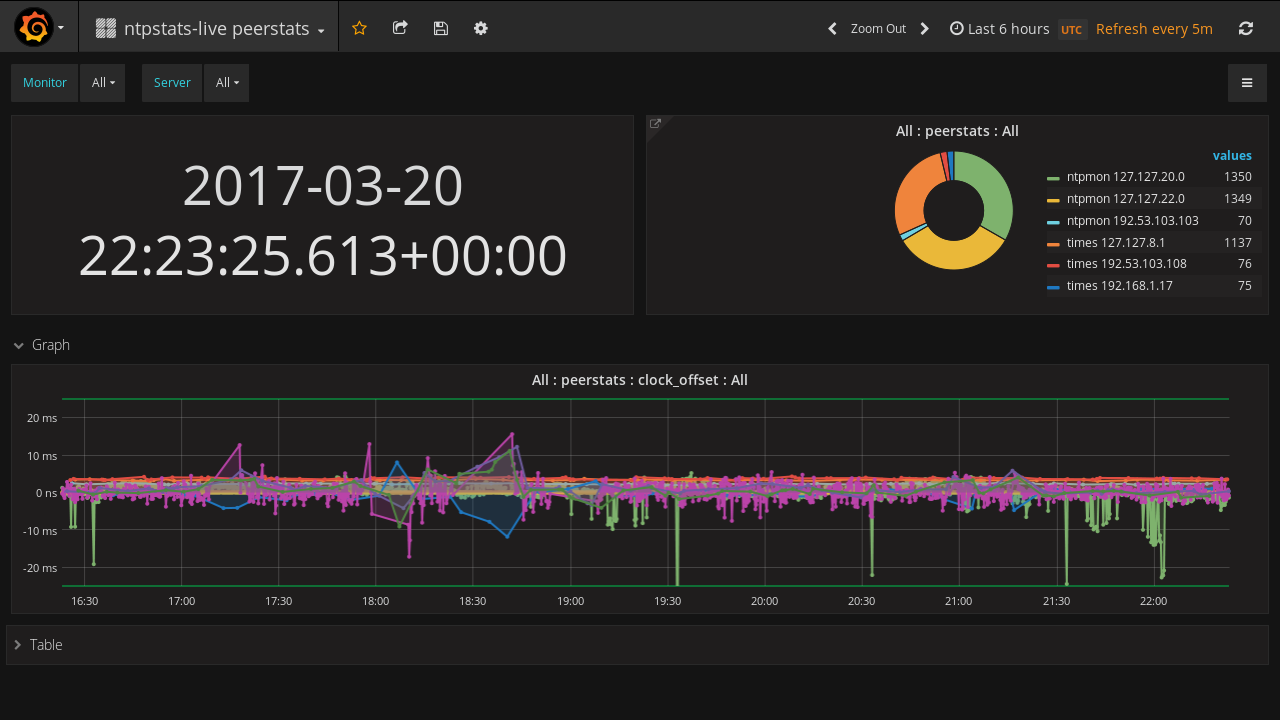 ntpstats-live peerstats
Zoom Out
Last 6 hours UTC Refresh every 5m
Monitor All Server All
2017-03-20
22:23:25.613+00:00
All : peerstats : All
values
ntpmon 127.127.20.0 1350
ntpmon 127.127.22.0 1349
ntpmon 192.53.103.103 70
times 127.127.8.1 1137
times 192.53.103.108 76
times 192.168.1.17 75
Graph
All : peerstats : clock_offset : All
20 ms
10 ms
0 ns
-10 ms
-20 ms
16:30 17:00 17:30 18:00 18:30 19:00 19:30 20:00 20:30 21:00 21:30 22:00
Table